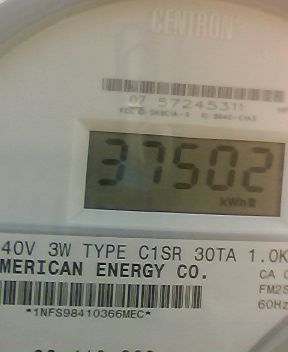 CENTRON
07 57245311
37502
kWh
40V 3W TYPE C1SR 30TA 1.0K
MERICAN ENERGY CO.
CA
FM2S
60Hz
*1NFS98410366MEC*